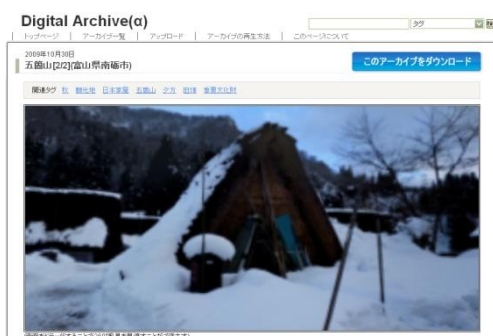 Digital Archive(α)
タグ
トップページ | アーカイブ一覧 | アップロード | アーカイブの再生方法 | このページについて
2009年10月30日
五箇山[2/2](富山県南砺市)
このアーカイブをダウンロード
関連タグ 秋 観光地 日本家屋 五箇山 夕方 田畑 重要文化財